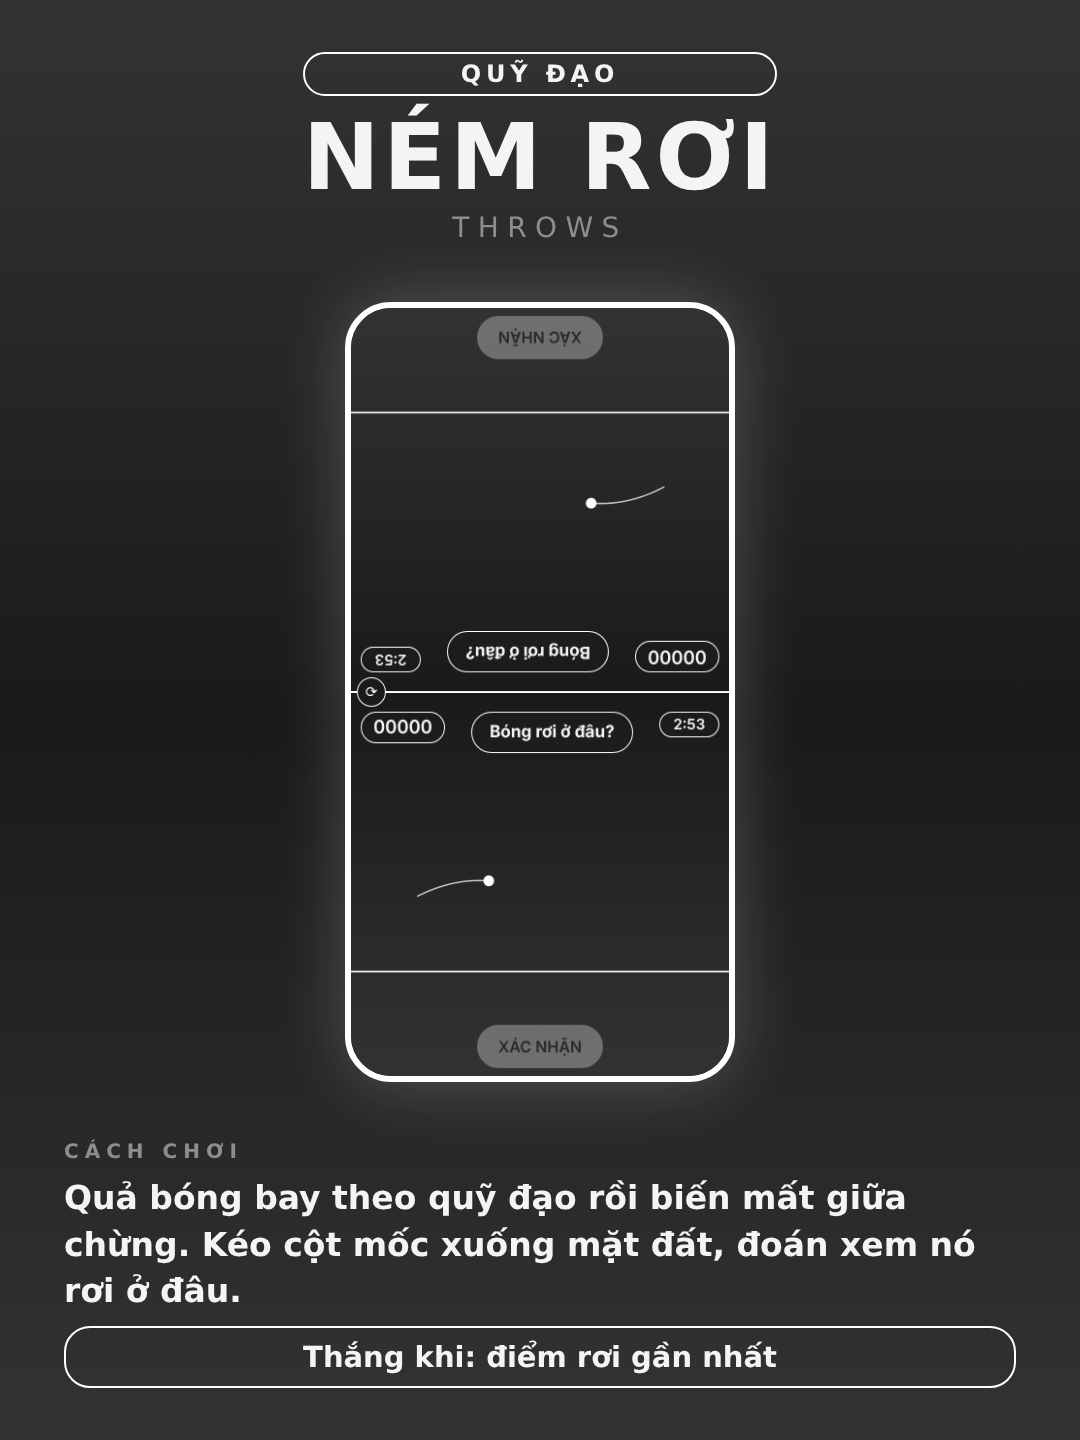 QUỸ ĐẠO
NÉM RƠI
THROWS
XÁC NHẬN
2:53
Bóng rơi ở đâu?
00000
⟳
00000
Bóng rơi ở đâu?
2:53
XÁC NHẬN
CÁCH CHƠI
Quả bóng bay theo quỹ đạo rồi biến mất giữa
chừng. Kéo cột mốc xuống mặt đất, đoán xem nó
rơi ở đâu.
Thắng khi: điểm rơi gần nhất